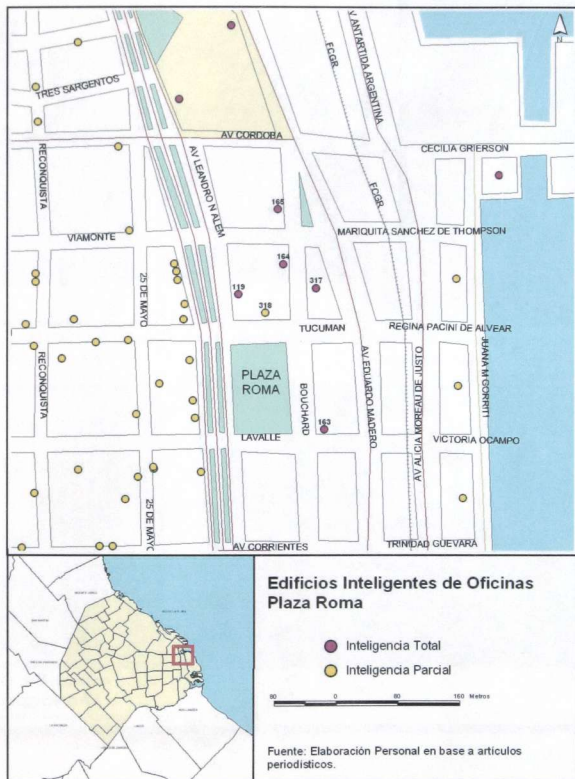 N
TRES SARGENTOS
AV CORDOBA
FCGR.
AV ANTARTIDA ARGENTINA
CECILIA GRIERSON
RECONQUISTA
AV LEANDRO N ALEM
165
FCGR.
MARIQUITA SANCHEZ DE THOMPSON
VIAMONTE
164
119
317
318
25 DE MAYO
TUCUMAN
REGINA PACINI DE ALVEAR
RECONQUISTA
PLAZA
ROMA
BOUCHARD
AV EDUARDO MADERO
AV ALICIA MOREAU DE JUSTO
JUANA M GORRITI
163
LAVALLE
VICTORIA OCAMPO
25 DE MAYO
AV CORRIENTES
TRINIDAD GUEVARA
Edificios Inteligentes de Oficinas
Plaza Roma
Inteligencia Total
Inteligencia Parcial
80 0 80 160 Metros
Fuente: Elaboración Personal en base a articulos
periodísticos.